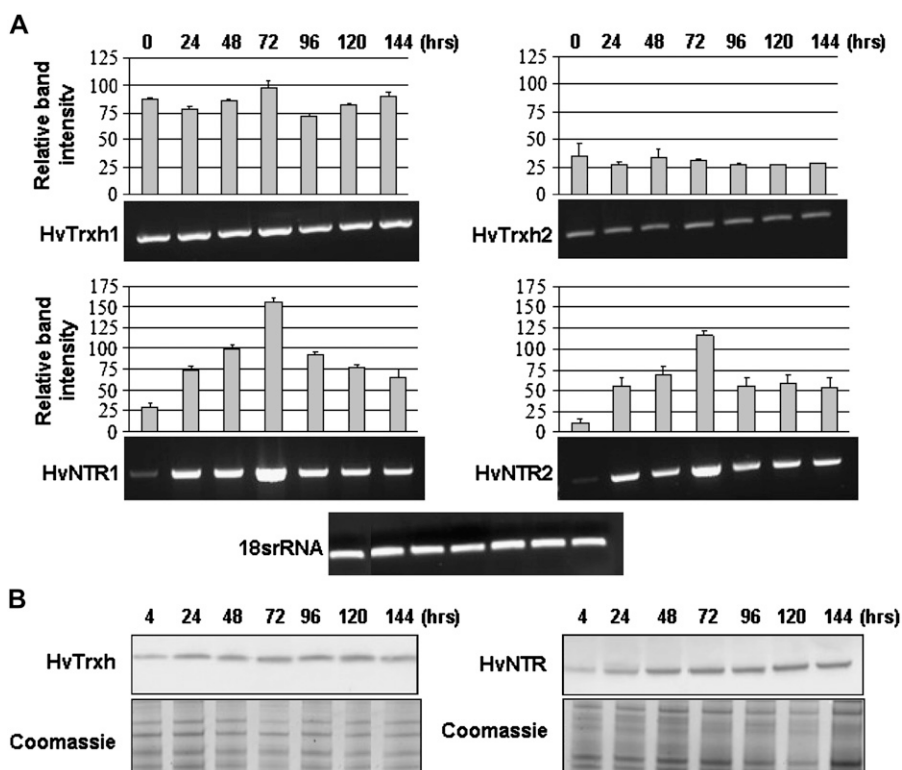 A
0 24 48 72 96 120 144 (hrs)
125
100
75
50
25
0
Relative band
intensity
HvTrxh1
0 24 48 72 96 120 144 (hrs)
125
100
75
50
25
0
HvTrxh2
175
150
125
100
75
50
25
0
Relative band
intensity
HvNTR1
175
150
125
100
75
50
25
0
HvNTR2
18srRNA
B
4 24 48 72 96 120 144 (hrs)
HvTrxh
Coomassie
4 24 48 72 96 120 144 (hrs)
HvNTR
Coomassie